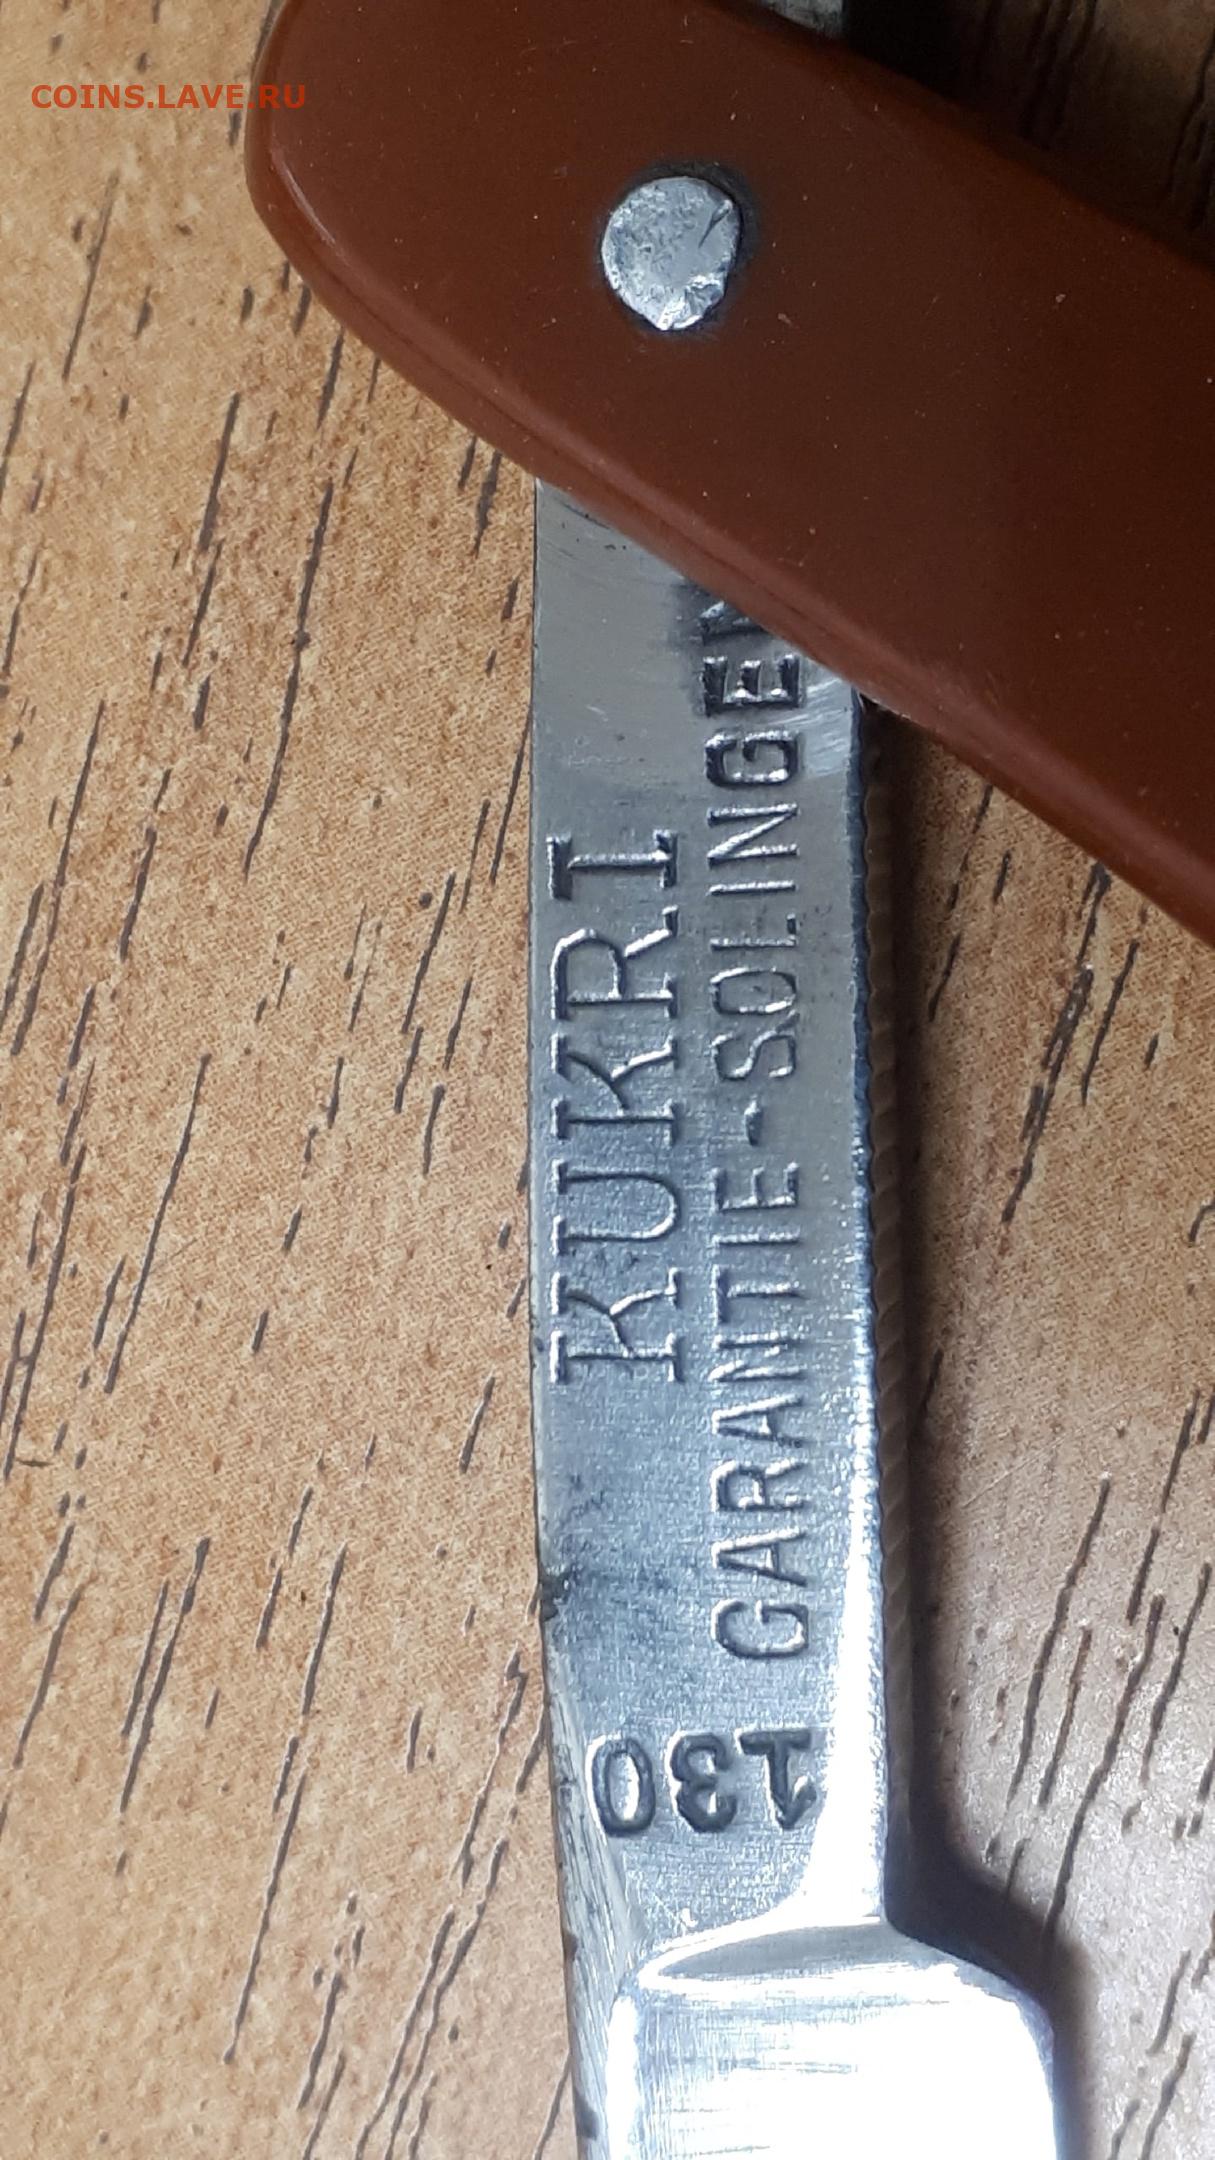 COINS.LAVE.RU
KUKRI
GARANTIE-SOLINGEN
130